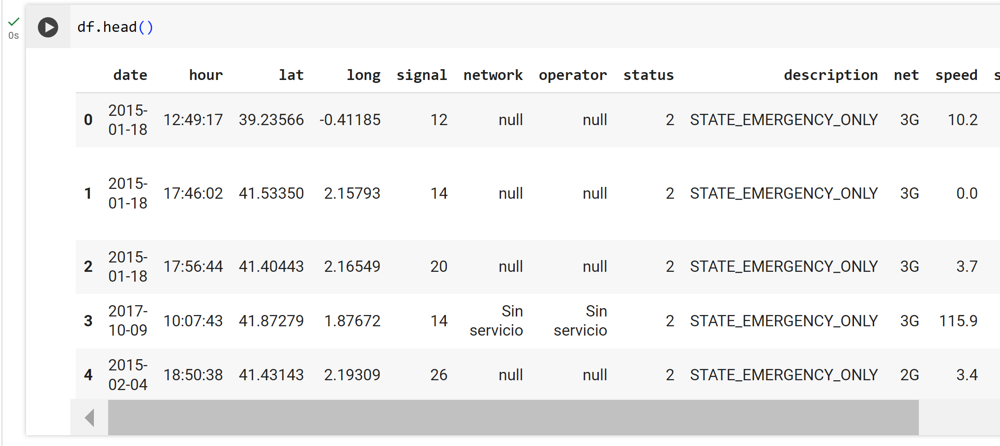 df.head()
0s
date hour lat long signal network operator status description net speed s
0 2015-01-18 12:49:17 39.23566 -0.41185 12 null null 2 STATE_EMERGENCY_ONLY 3G 10.2
1 2015-01-18 17:46:02 41.53350 2.15793 14 null null 2 STATE_EMERGENCY_ONLY 3G 0.0
2 2015-01-18 17:56:44 41.40443 2.16549 20 null null 2 STATE_EMERGENCY_ONLY 3G 3.7
3 2017-10-09 10:07:43 41.87279 1.87672 14 Sin servicio Sin servicio 2 STATE_EMERGENCY_ONLY 3G 115.9
4 2015-02-04 18:50:38 41.43143 2.19309 26 null null 2 STATE_EMERGENCY_ONLY 2G 3.4